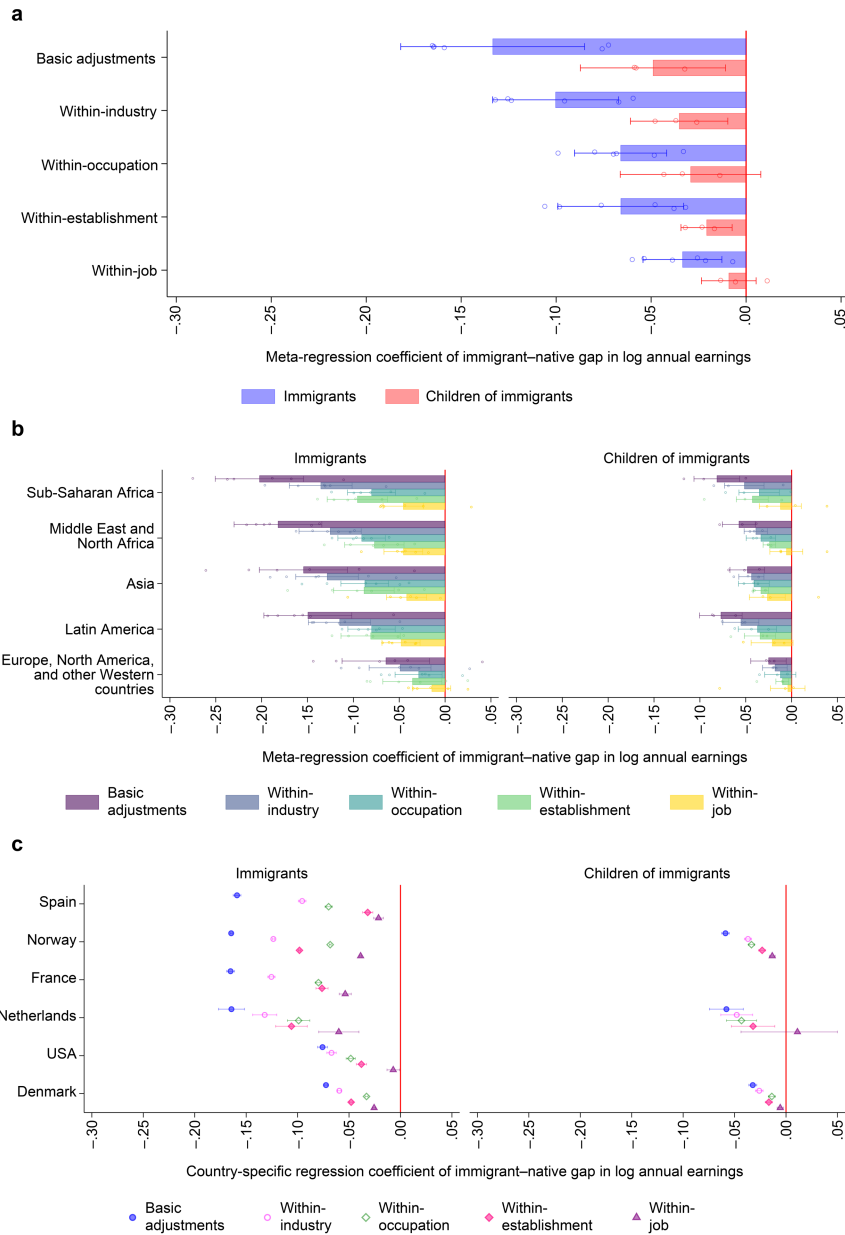 a
Basic adjustments
Within-industry
Within-occupation
Within-establishment
Within-job
–.30
–.25
–.20
–.15
–.10
–.05
.00
.05
Meta-regression coefficient of immigrant–native gap in log annual earnings
Immigrants
Children of immigrants
b
Immigrants
Children of immigrants
Sub-Saharan Africa
Middle East and
North Africa
Asia
Latin America
Europe, North America,
and other Western
countries
–.30
–.25
–.20
–.15
–.10
–.05
.00
.05
–.30
–.25
–.20
–.15
–.10
–.05
.00
.05
Meta-regression coefficient of immigrant–native gap in log annual earnings
Basic
adjustments
Within-
industry
Within-
occupation
Within-
establishment
Within-
job
c
Immigrants
Children of immigrants
Spain
Norway
France
Netherlands
USA
Denmark
–.30
–.25
–.20
–.15
–.10
–.05
.00
.05
–.30
–.25
–.20
–.15
–.10
–.05
.00
.05
Country-specific regression coefficient of immigrant–native gap in log annual earnings
Basic
adjustments
Within-
industry
Within-
occupation
Within-
establishment
Within-
job